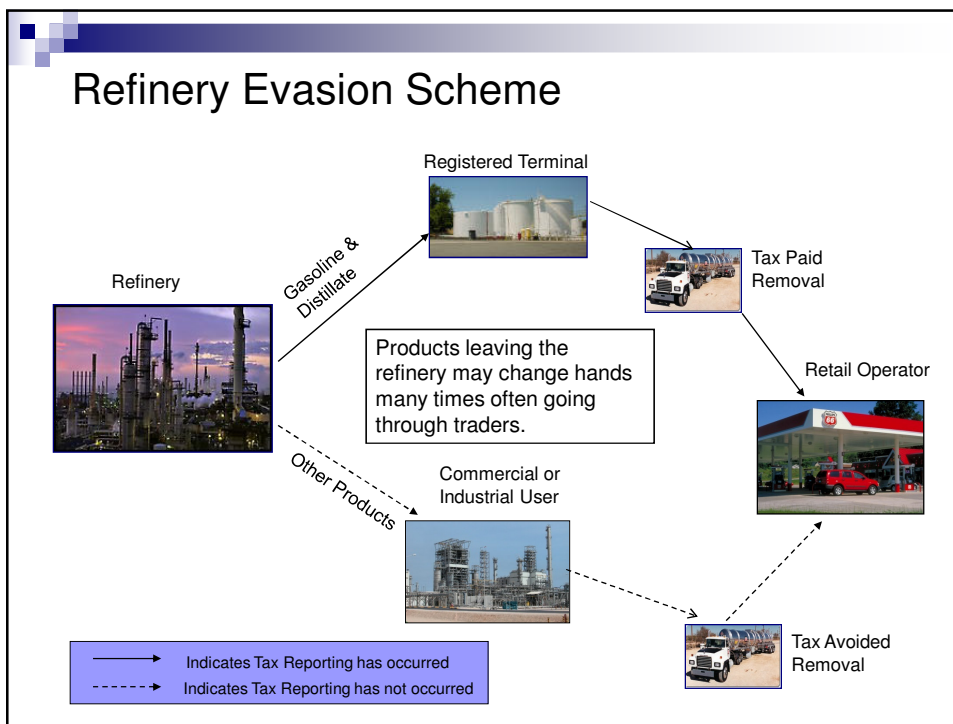 Refinery Evasion Scheme
Registered Terminal
Gasoline &
Distillate
Refinery
Tax Paid
Removal
Products leaving the
refinery may change hands
many times often going
through traders.
Retail Operator
66
Other Products
Commercial or
Industrial User
Tax Avoided
Removal
Indicates Tax Reporting has occurred
Indicates Tax Reporting has not occurred